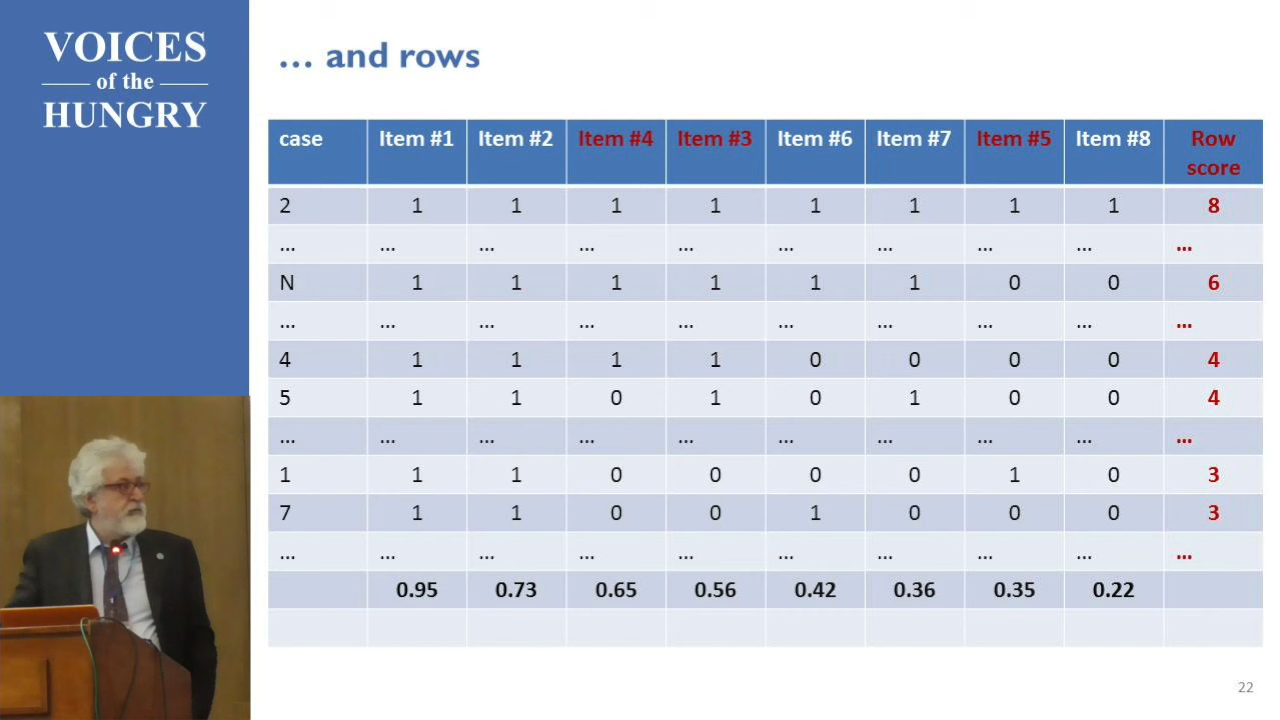 VOICES
of the
HUNGRY
... and rows
case Item #1 Item #2 Item #4 Item #3 Item #6 Item #7 Item #5 Item #8 Row score
2 1 1 1 1 1 1 1 1 8
... ... ... ... ... ... ... ... ... ...
N 1 1 1 1 1 1 0 0 6
... ... ... ... ... ... ... ... ... ...
4 1 1 1 1 0 0 0 0 4
5 1 1 0 1 0 1 0 0 4
... ... ... ... ... ... ... ... ... ...
1 1 1 0 0 0 0 1 0 3
7 1 1 0 0 1 0 0 0 3
... ... ... ... ... ... ... ... ... ...
0.95 0.73 0.65 0.56 0.42 0.36 0.35 0.22
22